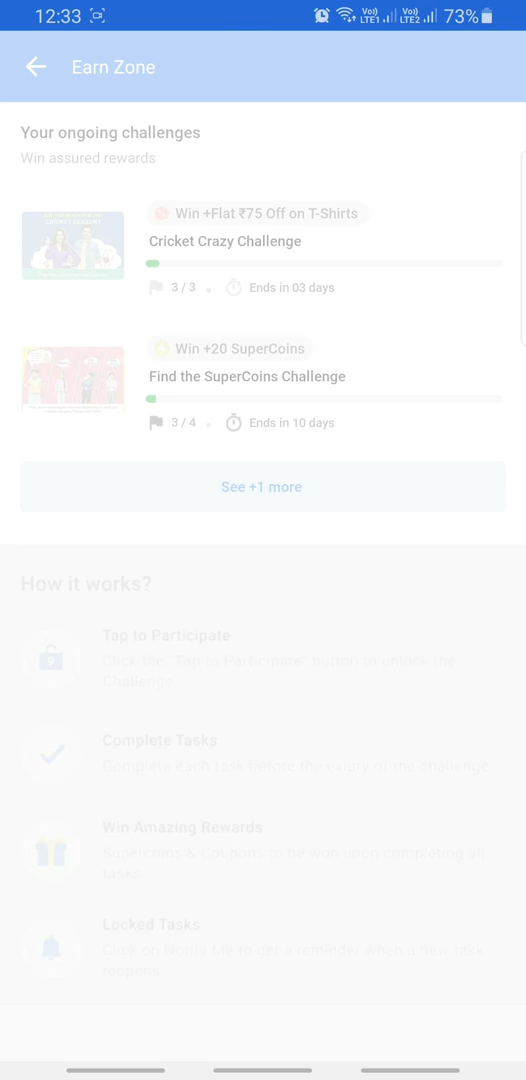 12:33
Vo) LTE1 Vo) LTE2 73%
Earn Zone
Your ongoing challenges
Win assured rewards
Win +Flat ₹75 Off on T-Shirts
Cricket Crazy Challenge
3 / 3 . Ends in 03 days
Win +20 SuperCoins
Find the SuperCoins Challenge
3 / 4 . Ends in 10 days
See +1 more
How it works?
Tap to Participate
Click the "Tap to Participate" button to unlock the
Challenge
Complete Tasks
Complete each task before the expiry of the challenge
Win Amazing Rewards
Supercoins & Coupons to be won upon completing all
tasks
Locked Tasks
Click on Notify Me to get a reminder when a new task
reopens